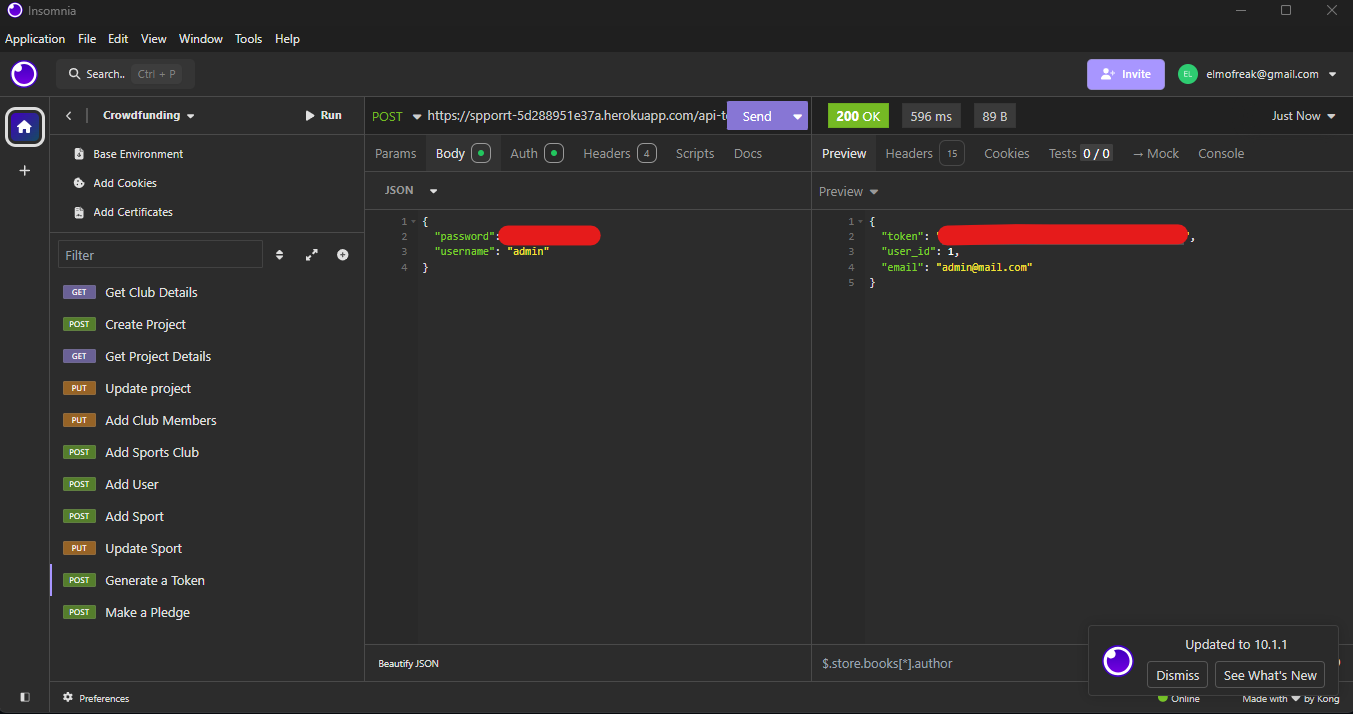 Insomnia
Application File Edit View Window Tools Help
Search.. Ctrl + P
Invite
EL elmofreak@gmail.com
Crowdfunding
Run
Base Environment
Add Cookies
Add Certificates
Filter
GET Get Club Details
POST Create Project
GET Get Project Details
PUT Update project
PUT Add Club Members
POST Add Sports Club
POST Add User
POST Add Sport
PUT Update Sport
POST Generate a Token
POST Make a Pledge
Preferences
POST https://spporrt-5d288951e37a.herokuapp.com/api-t Send
Params Body Auth Headers 4 Scripts Docs
JSON
1 {
2 "password":
3 "username": "admin"
4 }
Beautify JSON
200 OK 596 ms 89 B Just Now
Preview Headers 15 Cookies Tests 0 / 0 → Mock Console
Preview
1 {
2 "token": "",
3 "user_id": 1,
4 "email": "admin@mail.com"
5 }
$.store.books[*].author
Updated to 10.1.1
Dismiss See What's New
Online Made with by Kong